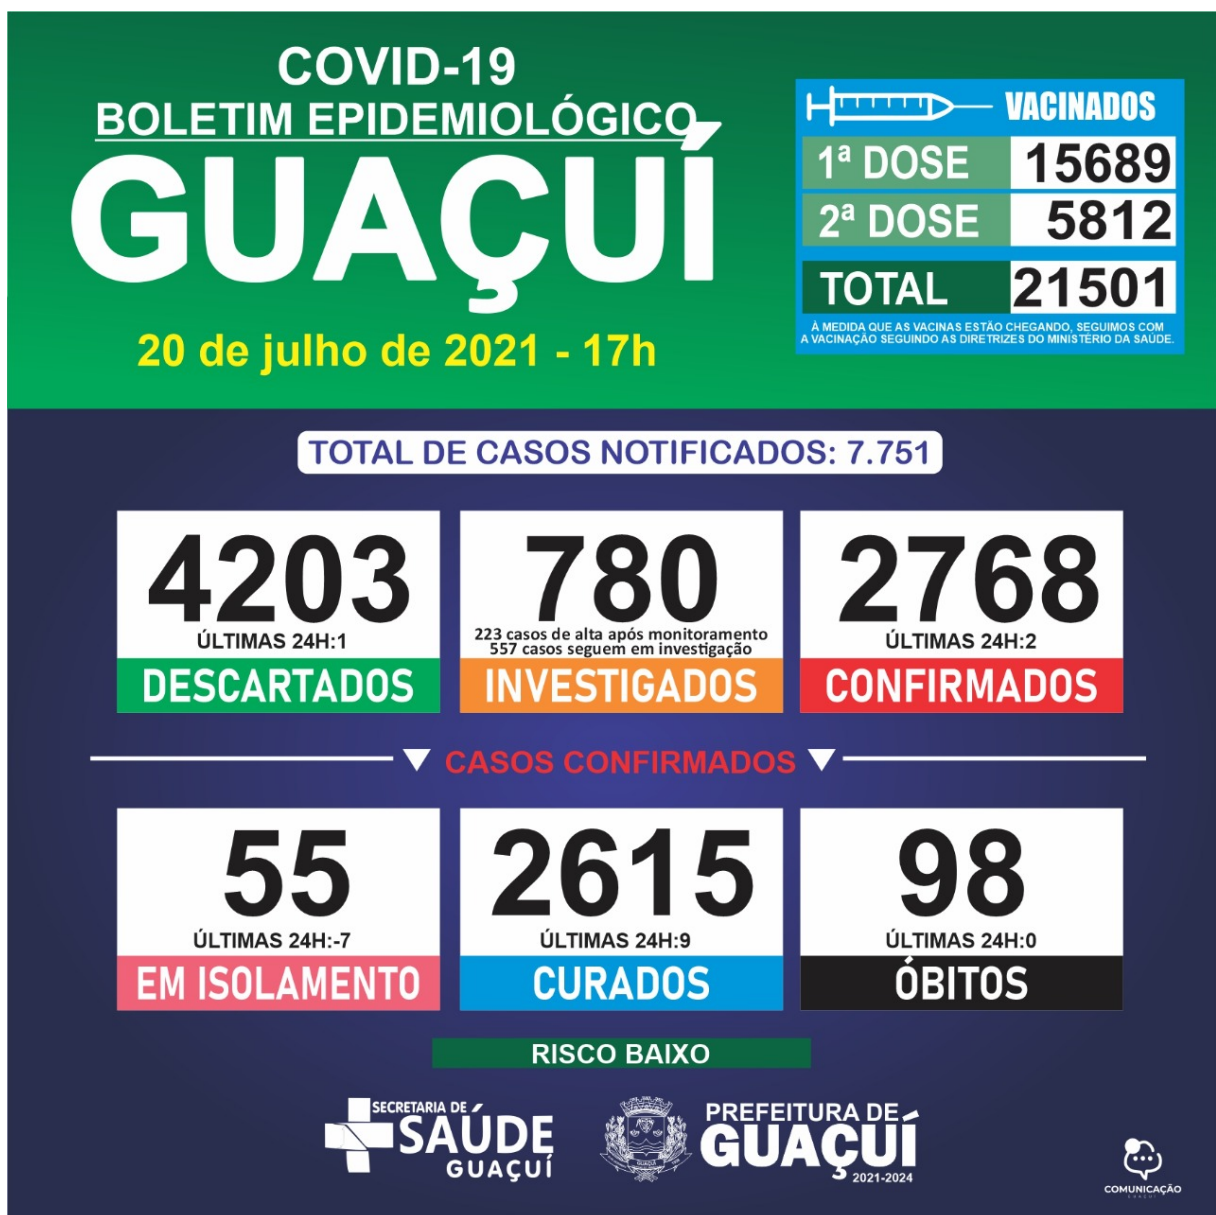 COVID-19
BOLETIM EPIDEMIOLÓGICO
GUAÇUÍ
20 de julho de 2021 - 17h
VACINADOS
1ª DOSE 15689
2ª DOSE 5812
TOTAL 21501
À MEDIDA QUE AS VACINAS ESTÃO CHEGANDO, SEGUIMOS COM
A VACINAÇÃO SEGUINDO AS DIRETRIZES DO MINISTÉRIO DA SAÚDE.
TOTAL DE CASOS NOTIFICADOS: 7.751
4203
ÚLTIMAS 24H:1
DESCARTADOS
780
223 casos de alta após monitoramento
557 casos seguem em investigação
INVESTIGADOS
2768
ÚLTIMAS 24H:2
CONFIRMADOS
CASOS CONFIRMADOS
55
ÚLTIMAS 24H:-7
EM ISOLAMENTO
2615
ÚLTIMAS 24H:9
CURADOS
98
ÚLTIMAS 24H:0
ÓBITOS
RISCO BAIXO
SECRETARIA DE
SAÚDE
GUAÇUÍ
PREFEITURA DE
GUAÇUÍ
2021-2024
COMUNICAÇÃO
GUAÇUÍ